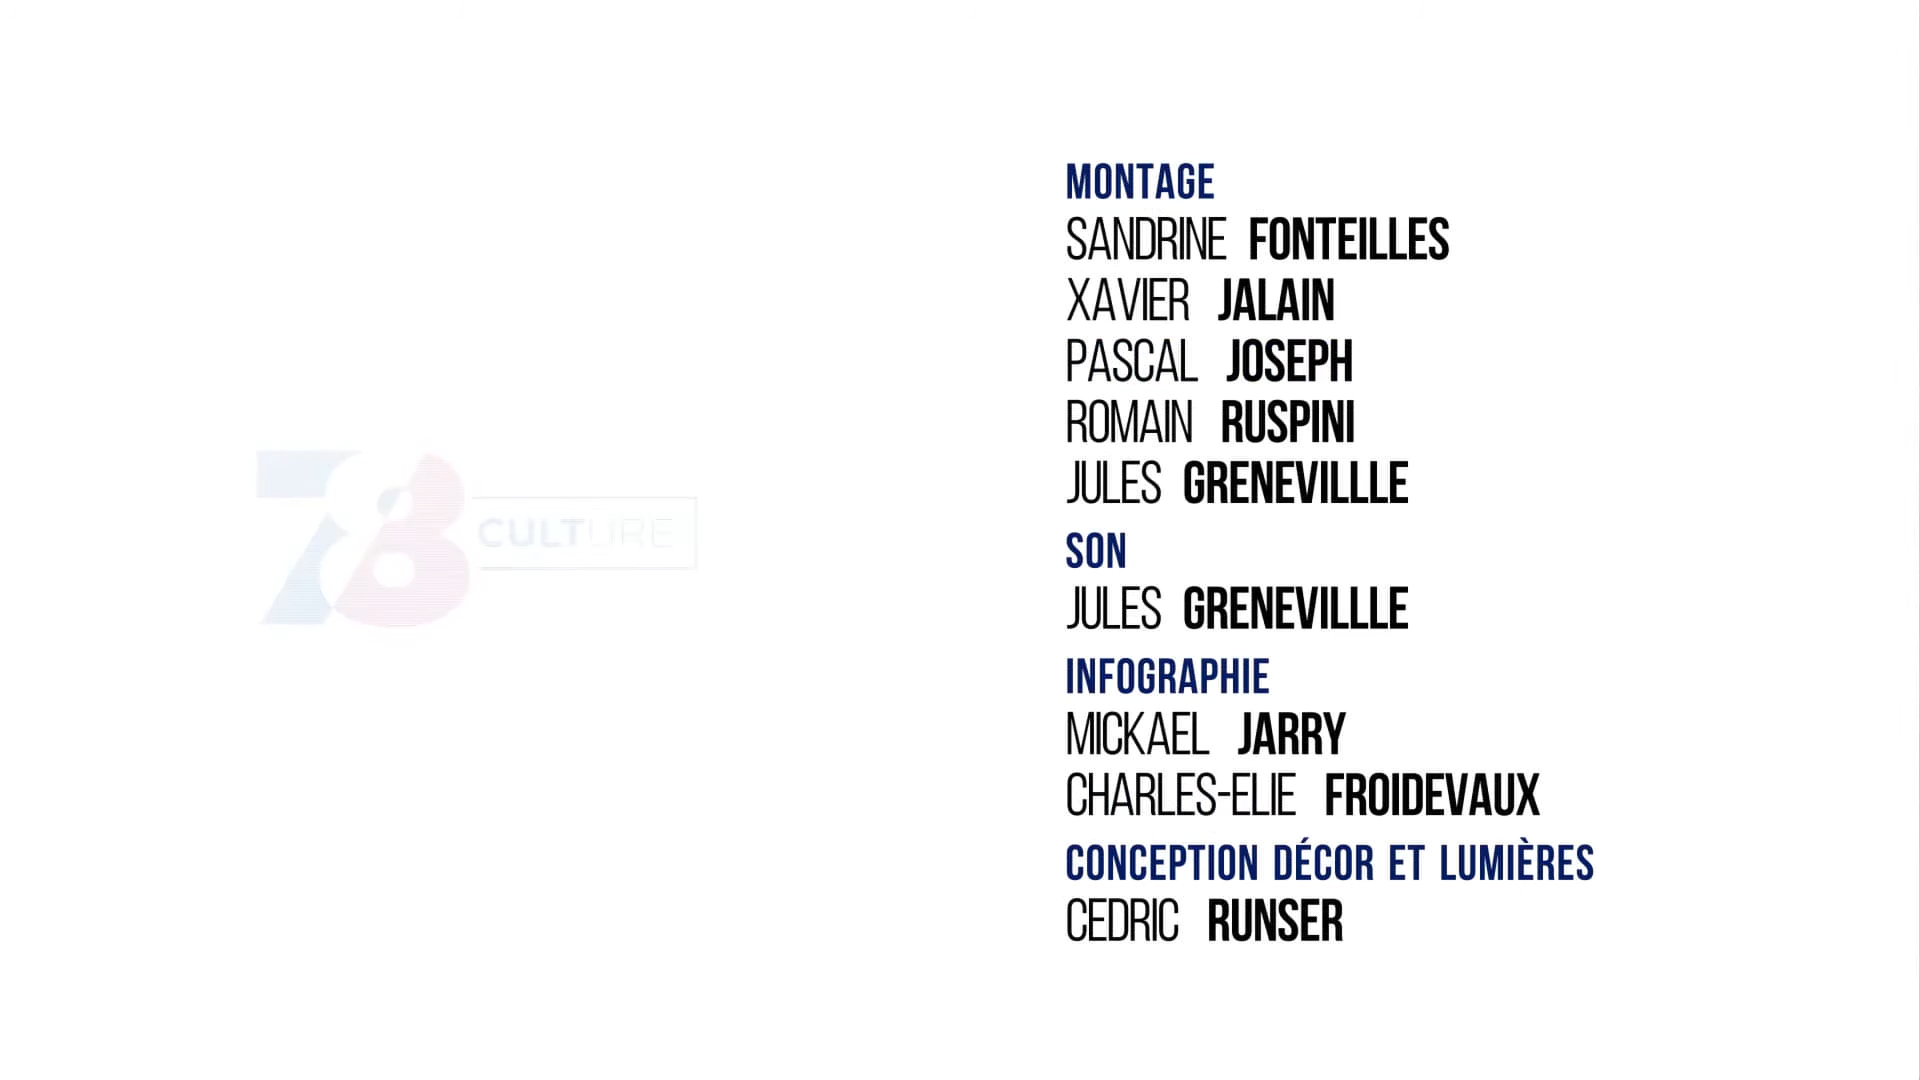 78
CULTURE
MONTAGE
SANDRINE FONTEILLES
XAVIER JALAIN
PASCAL JOSEPH
ROMAIN RUSPINI
JULES GRENEVILLLE
SON
JULES GRENEVILLLE
INFOGRAPHIE
MICKAEL JARRY
CHARLES-ELIE FROIDEVAUX
CONCEPTION DÉCOR ET LUMIÈRES
CEDRIC RUNSER